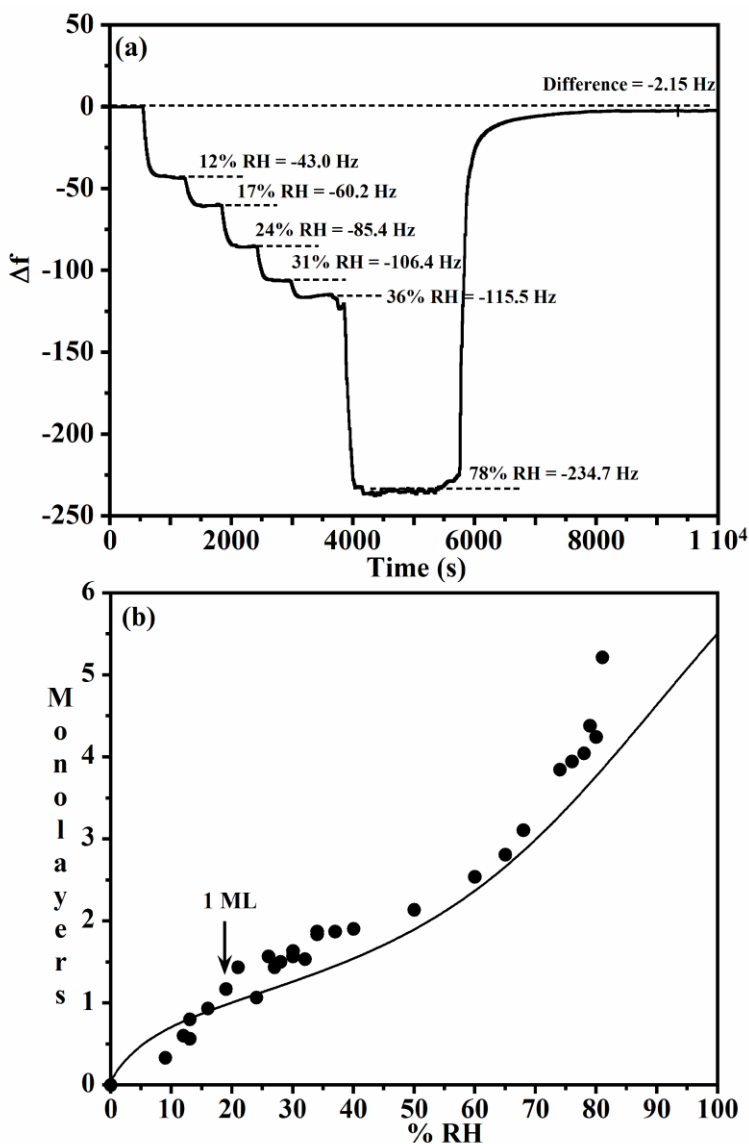 (a)
50
0
-50
-100
-150
-200
-250
Δf
Difference = -2.15 Hz
12% RH = -43.0 Hz
17% RH = -60.2 Hz
24% RH = -85.4 Hz
31% RH = -106.4 Hz
36% RH = -115.5 Hz
78% RH = -234.7 Hz
0 2000 4000 6000 8000 1 10⁴
Time (s)
(b)
6
5
4
3
2
1
0
Monolayers
1 ML
0 10 20 30 40 50 60 70 80 90 100
% RH